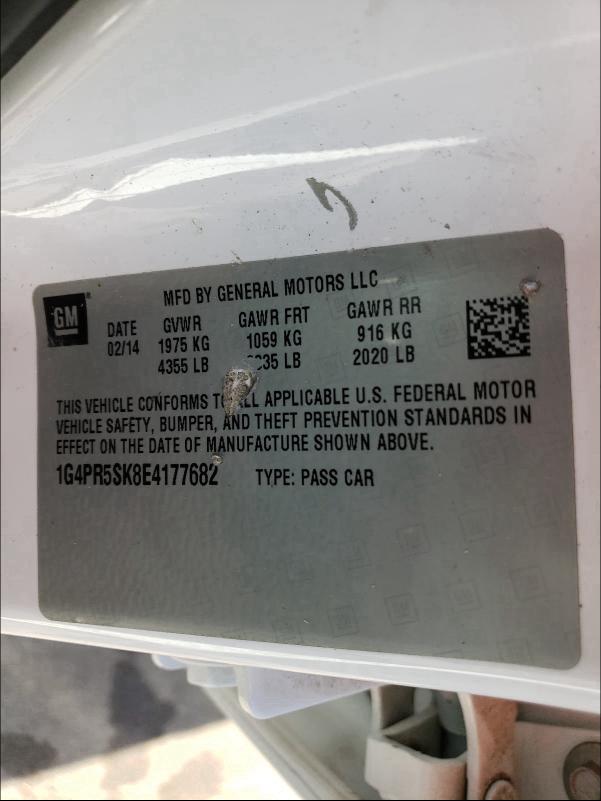 GM
MFD BY GENERAL MOTORS LLC
DATE GVWR GAWR FRT GAWR RR
02/14 1975 KG 1059 KG 916 KG
4355 LB 2020 LB
THIS VEHICLE CONFORMS TO ALL APPLICABLE U.S. FEDERAL MOTOR
VEHICLE SAFETY, BUMPER, AND THEFT PREVENTION STANDARDS IN
EFFECT ON THE DATE OF MANUFACTURE SHOWN ABOVE.
1G4PR5SK8E4177682 TYPE: PASS CAR